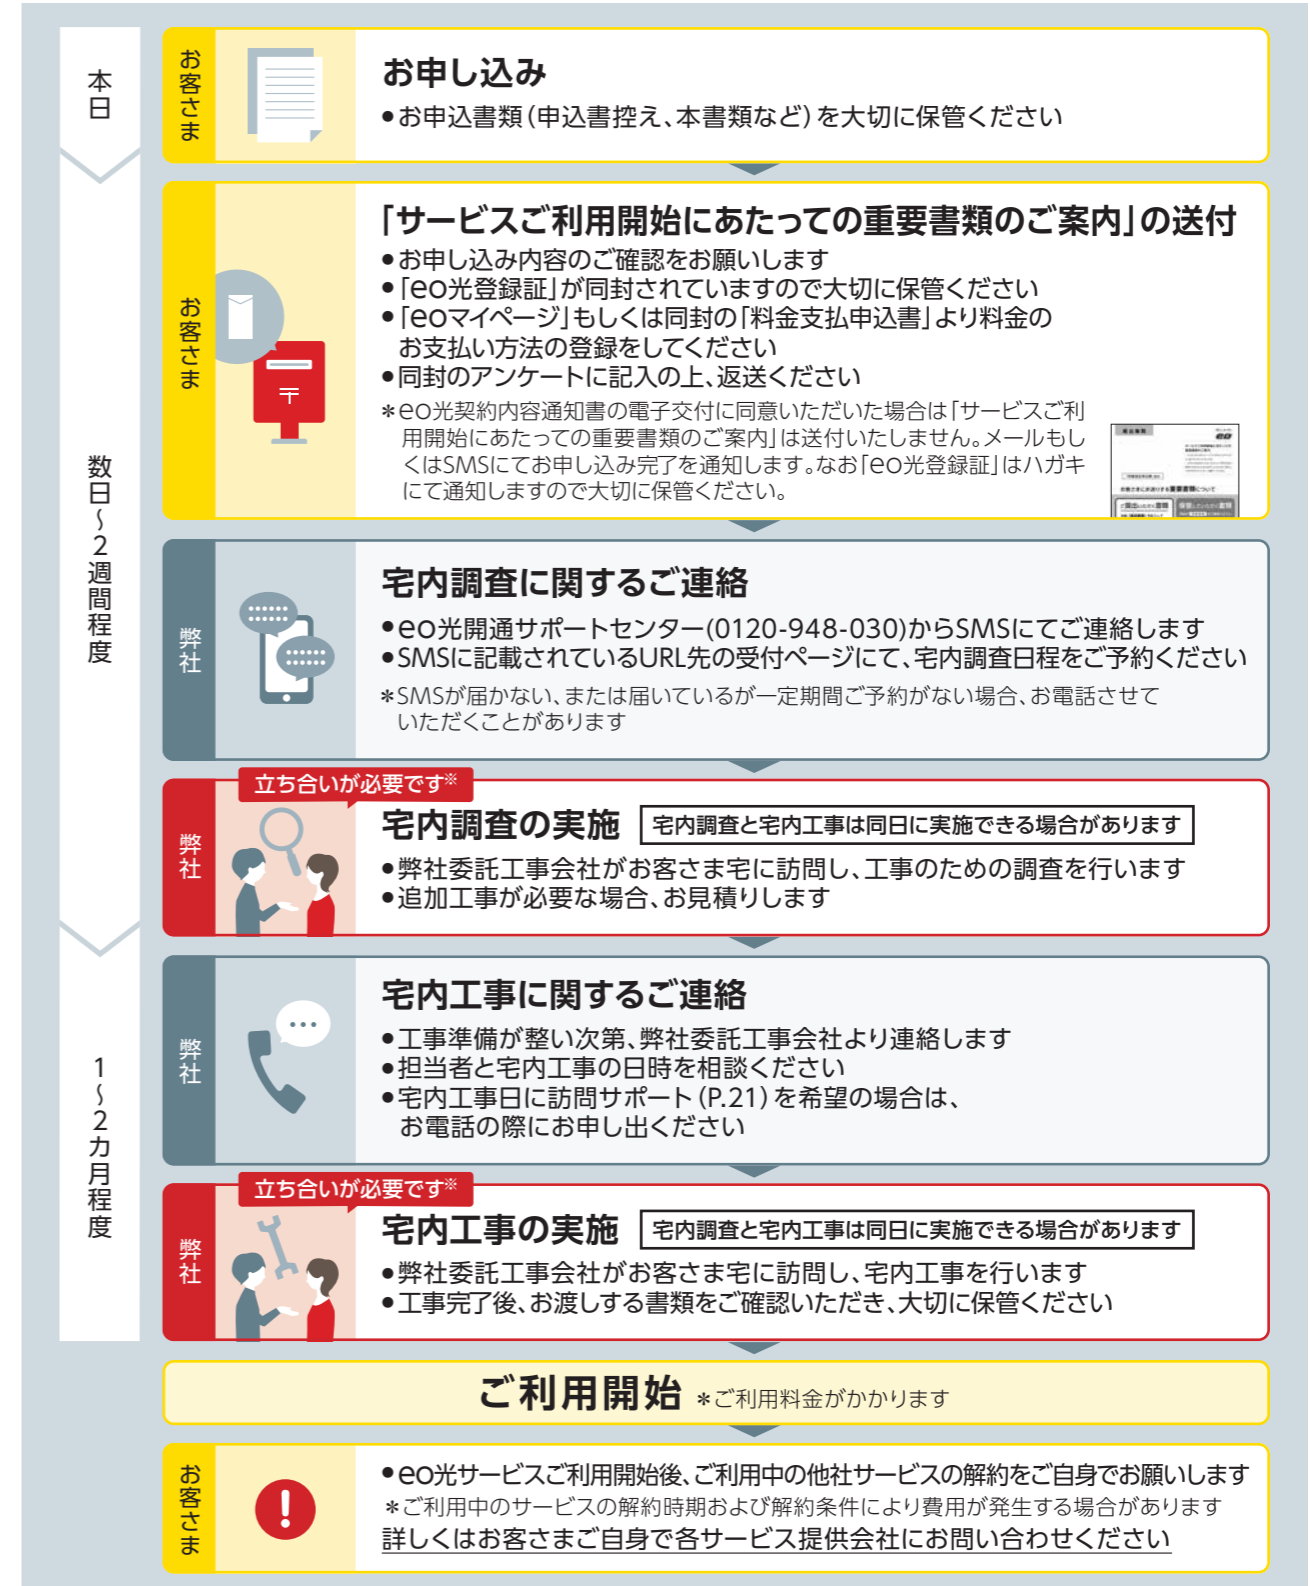 本日
お客さま
お申し込み
●お申込書類(申込書控え、本書類など)を大切に保管ください
数日～2週間程度
お客さま
「サービスご利用開始にあたっての重要書類のご案内」の送付
●お申し込み内容のご確認をお願いします
●「eo光登録証」が同封されていますので大切に保管ください
●「eoマイページ」もしくは同封の「料金支払申込書」より料金の
お支払い方法の登録をしてください
●同封のアンケートに記入の上、返送ください
＊eo光契約内容通知書の電子交付に同意いただいた場合は「サービスご利
用開始にあたっての重要書類のご案内」は送付いたしません。メールもし
くはSMSにてお申し込み完了を通知します。なお「eo光登録証」はハガキ
にて通知しますので大切に保管ください。
eo
弊社
宅内調査に関するご連絡
●eo光開通サポートセンター(0120-948-030)からSMSにてご連絡します
●SMSに記載されているURL先の受付ページにて、宅内調査日程をご予約ください
＊SMSが届かない、または届いているが一定期間ご予約がない場合、お電話させて
いただくことがあります
弊社
立ち合いが必要です※
宅内調査の実施 宅内調査と宅内工事は同日に実施できる場合があります
●弊社委託工事会社がお客さま宅に訪問し、工事のための調査を行います
●追加工事が必要な場合、お見積りします
1～2カ月程度
弊社
宅内工事に関するご連絡
●工事準備が整い次第、弊社委託工事会社より連絡します
●担当者と宅内工事の日時を相談ください
●宅内工事日に訪問サポート(P.21)を希望の場合は、
お電話の際にお申し出ください
弊社
立ち合いが必要です※
宅内工事の実施 宅内調査と宅内工事は同日に実施できる場合があります
●弊社委託工事会社がお客さま宅に訪問し、宅内工事を行います
●工事完了後、お渡しする書類をご確認いただき、大切に保管ください
ご利用開始 ＊ご利用料金がかかります
お客さま
●eo光サービスご利用開始後、ご利用中の他社サービスの解約をご自身でお願いします
＊ご利用中のサービスの解約時期および解約条件により費用が発生する場合があります
詳しくはお客さまご自身で各サービス提供会社にお問い合わせください